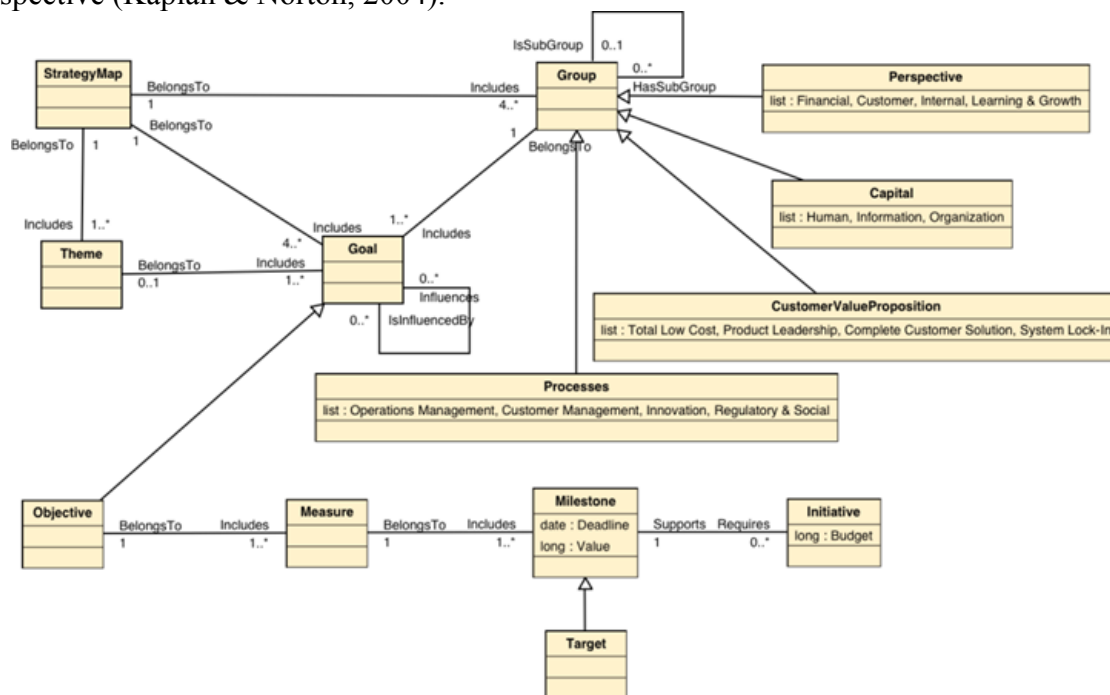 spective (Kaplan & Norton, 2004).
IsSubGroup 0..1
0..*
StrategyMap
Group
HasSubGroup
Perspective
list : Financial, Customer, Internal, Learning & Growth
BelongsTo
1
Includes
4..*
BelongsTo
1
1
BelongsTo
BelongsTo 1
Capital
list : Human, Information, Organization
Includes 1..*
Includes
4..*
1..*
Includes
Theme
Goal
BelongsTo
0..1
Includes
1..*
0..*
Influences
0..* IsInfluencedBy
CustomerValueProposition
list : Total Low Cost, Product Leadership, Complete Customer Solution, System Lock-In
Processes
list : Operations Management, Customer Management, Innovation, Regulatory & Social
Objective
BelongsTo
1
Includes
1..*
Measure
BelongsTo
1
Includes
1..*
Milestone
date : Deadline
long : Value
Supports
1
Requires
0..*
Initiative
long : Budget
Target